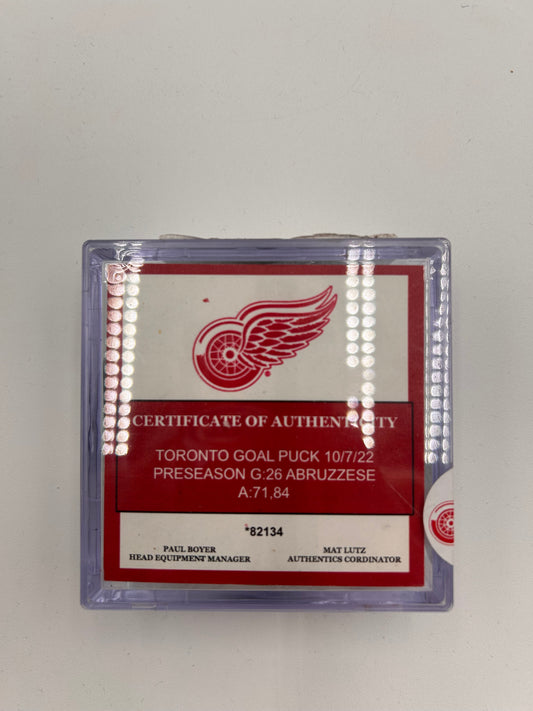 CERTIFICATE OF AUTHENTICITY
TORONTO GOAL PUCK 10/7/22
PRESEASON G:26 ABRUZZESE
A:71,84
*82134
PAUL BOYER
HEAD EQUIPMENT MANAGER
MAT LUTZ
AUTHENTICS CORDINATOR